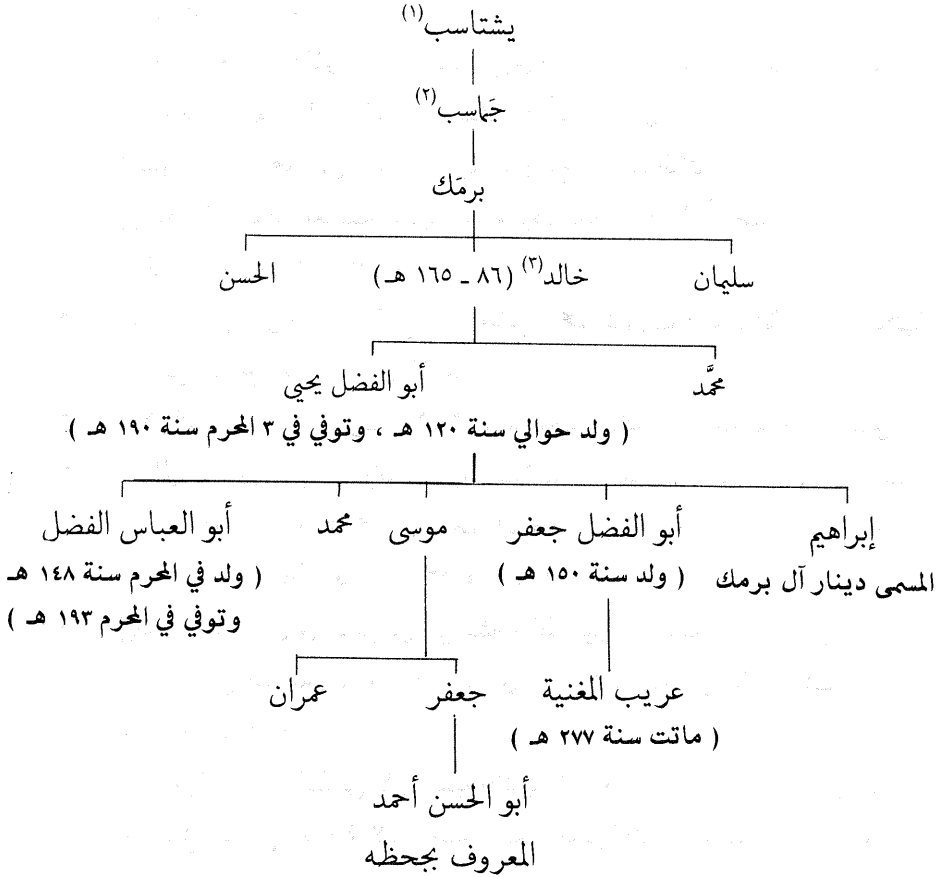 يشتاسب(١)
جَماسب(٢)
برمَك
سليمان خالد(٣) (٨٦ ـ ١٦٥ هـ) الحسن
محمَّد أبو الفضل يحيى
( ولد حوالي سنة ١٢٠ هـ ، وتوفي في ٣ المحرم سنة ١٩٠ هـ )
إبراهيم أبو الفضل جعفر موسى محمد أبو العباس الفضل
المسمى دينار آل برمك ( ولد سنة ١٥٠ هـ ) ( ولد في المحرم سنة ١٤٨ هـ
وتوفي في المحرم ١٩٣ هـ )
عريب المغنية جعفر عمران
( ماتت سنة ٢٧٧ هـ )
أبو الحسن أحمد
المعروف بجحظه